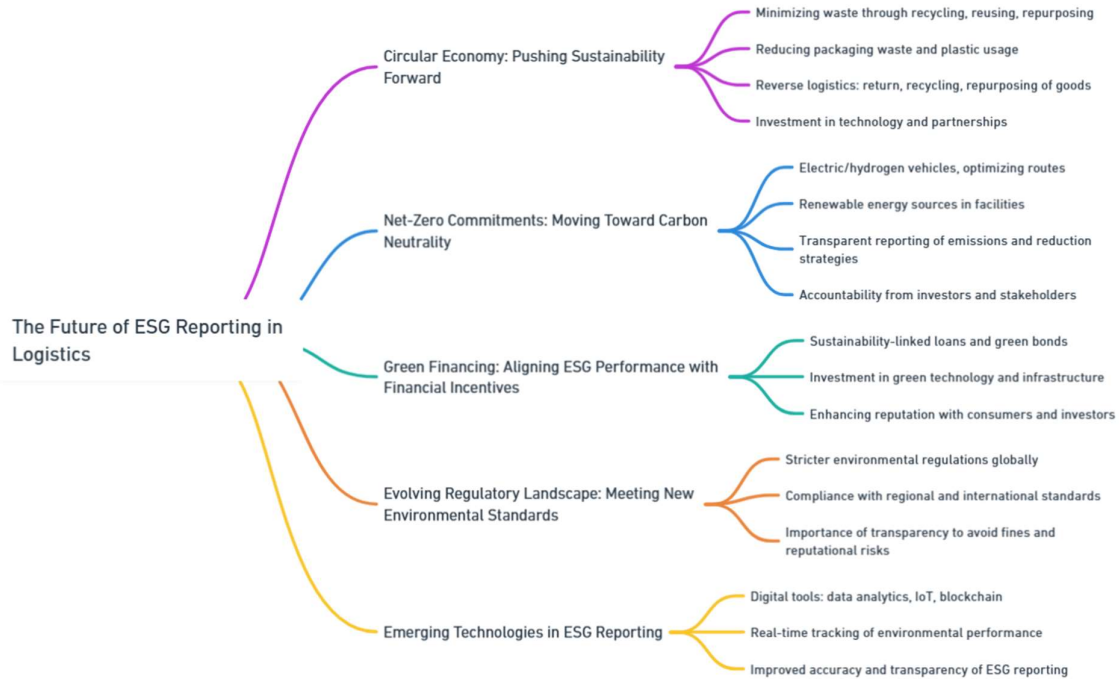 The Future of ESG Reporting in
Logistics
Circular Economy: Pushing Sustainability
Forward
Minimizing waste through recycling, reusing, repurposing
Reducing packaging waste and plastic usage
Reverse logistics: return, recycling, repurposing of goods
Investment in technology and partnerships
Net-Zero Commitments: Moving Toward Carbon
Neutrality
Electric/hydrogen vehicles, optimizing routes
Renewable energy sources in facilities
Transparent reporting of emissions and reduction
strategies
Accountability from investors and stakeholders
Green Financing: Aligning ESG Performance with
Financial Incentives
Sustainability-linked loans and green bonds
Investment in green technology and infrastructure
Enhancing reputation with consumers and investors
Evolving Regulatory Landscape: Meeting New
Environmental Standards
Stricter environmental regulations globally
Compliance with regional and international standards
Importance of transparency to avoid fines and
reputational risks
Emerging Technologies in ESG Reporting
Digital tools: data analytics, IoT, blockchain
Real-time tracking of environmental performance
Improved accuracy and transparency of ESG reporting